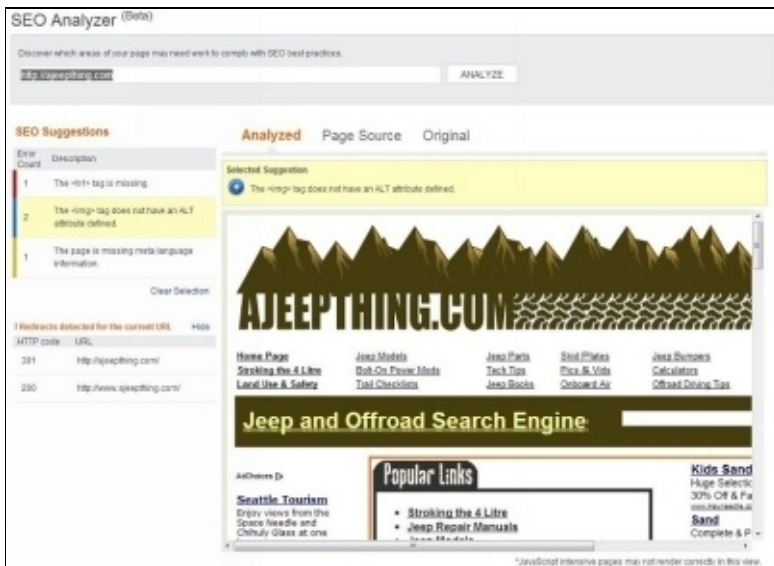 SEO Analyzer (Beta)
Discover which areas of your page may need work to comply with SEO best practices.
http://ajeepthing.com
ANALYZE
SEO Suggestions
Error Count
Description
1
The <h1> tag is missing.
2
The <img> tag does not have an ALT
attribute defined.
1
The page is missing meta language
information.
Clear Selection
! Redirects detected for the current URL
Hide
HTTP code
URL
301
http://ajeepthing.com/
200
http://www.ajeepthing.com/
Analyzed
Page Source
Original
Selected Suggestion
The <img> tag does not have an ALT attribute defined.
AJEEPTHING.COM
Home Page
Jeep Models
Jeep Parts
Skid Plates
Jeep Bumpers
Stroking the 4 Litre
Bolt-On Power Mods
Tech Tips
Pics & Vids
Calculators
Land Use & Safety
Trail Checklists
Jeep Books
Onboard Air
Offroad Driving Tips
Jeep and Offroad Search Engine
AdChoices
Seattle Tourism
Enjoy views from the
Space Needle and
Chihuly Glass at one
Popular Links
Stroking the 4 Litre
Jeep Repair Manuals
Jeep Models
Kids Sand
Huge Selectic
30% Off & Fa
Sand
Complete & P
*JavaScript intensive pages may not render correctly in this view.